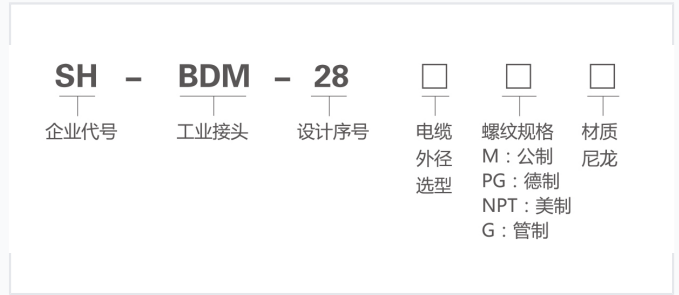 SH - BDM - 28 □ □ □
企业代号 工业接头 设计序号 电缆 螺纹规格 材质
外径 M：公制 尼龙
选型 PG：德制
NPT：美制
G：管制